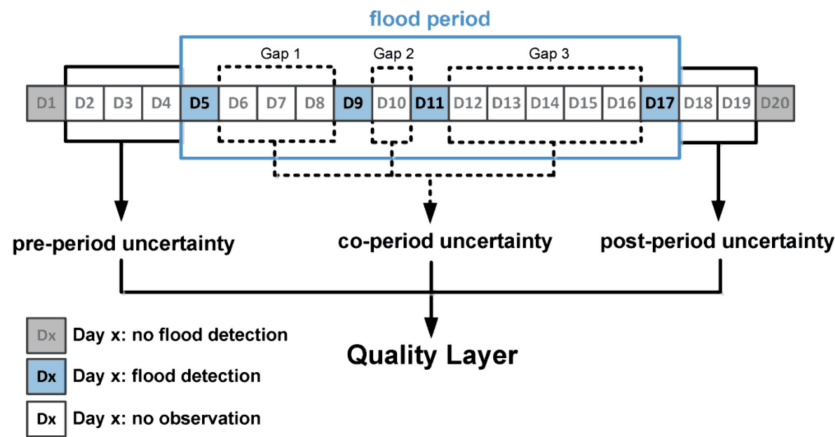 flood period
Gap 1 Gap 2 Gap 3
D1 D2 D3 D4 D5 D6 D7 D8 D9 D10 D11 D12 D13 D14 D15 D16 D17 D18 D19 D20
pre-period uncertainty co-period uncertainty post-period uncertainty
Quality Layer
Dx Day x: no flood detection
Dx Day x: flood detection
Dx Day x: no observation